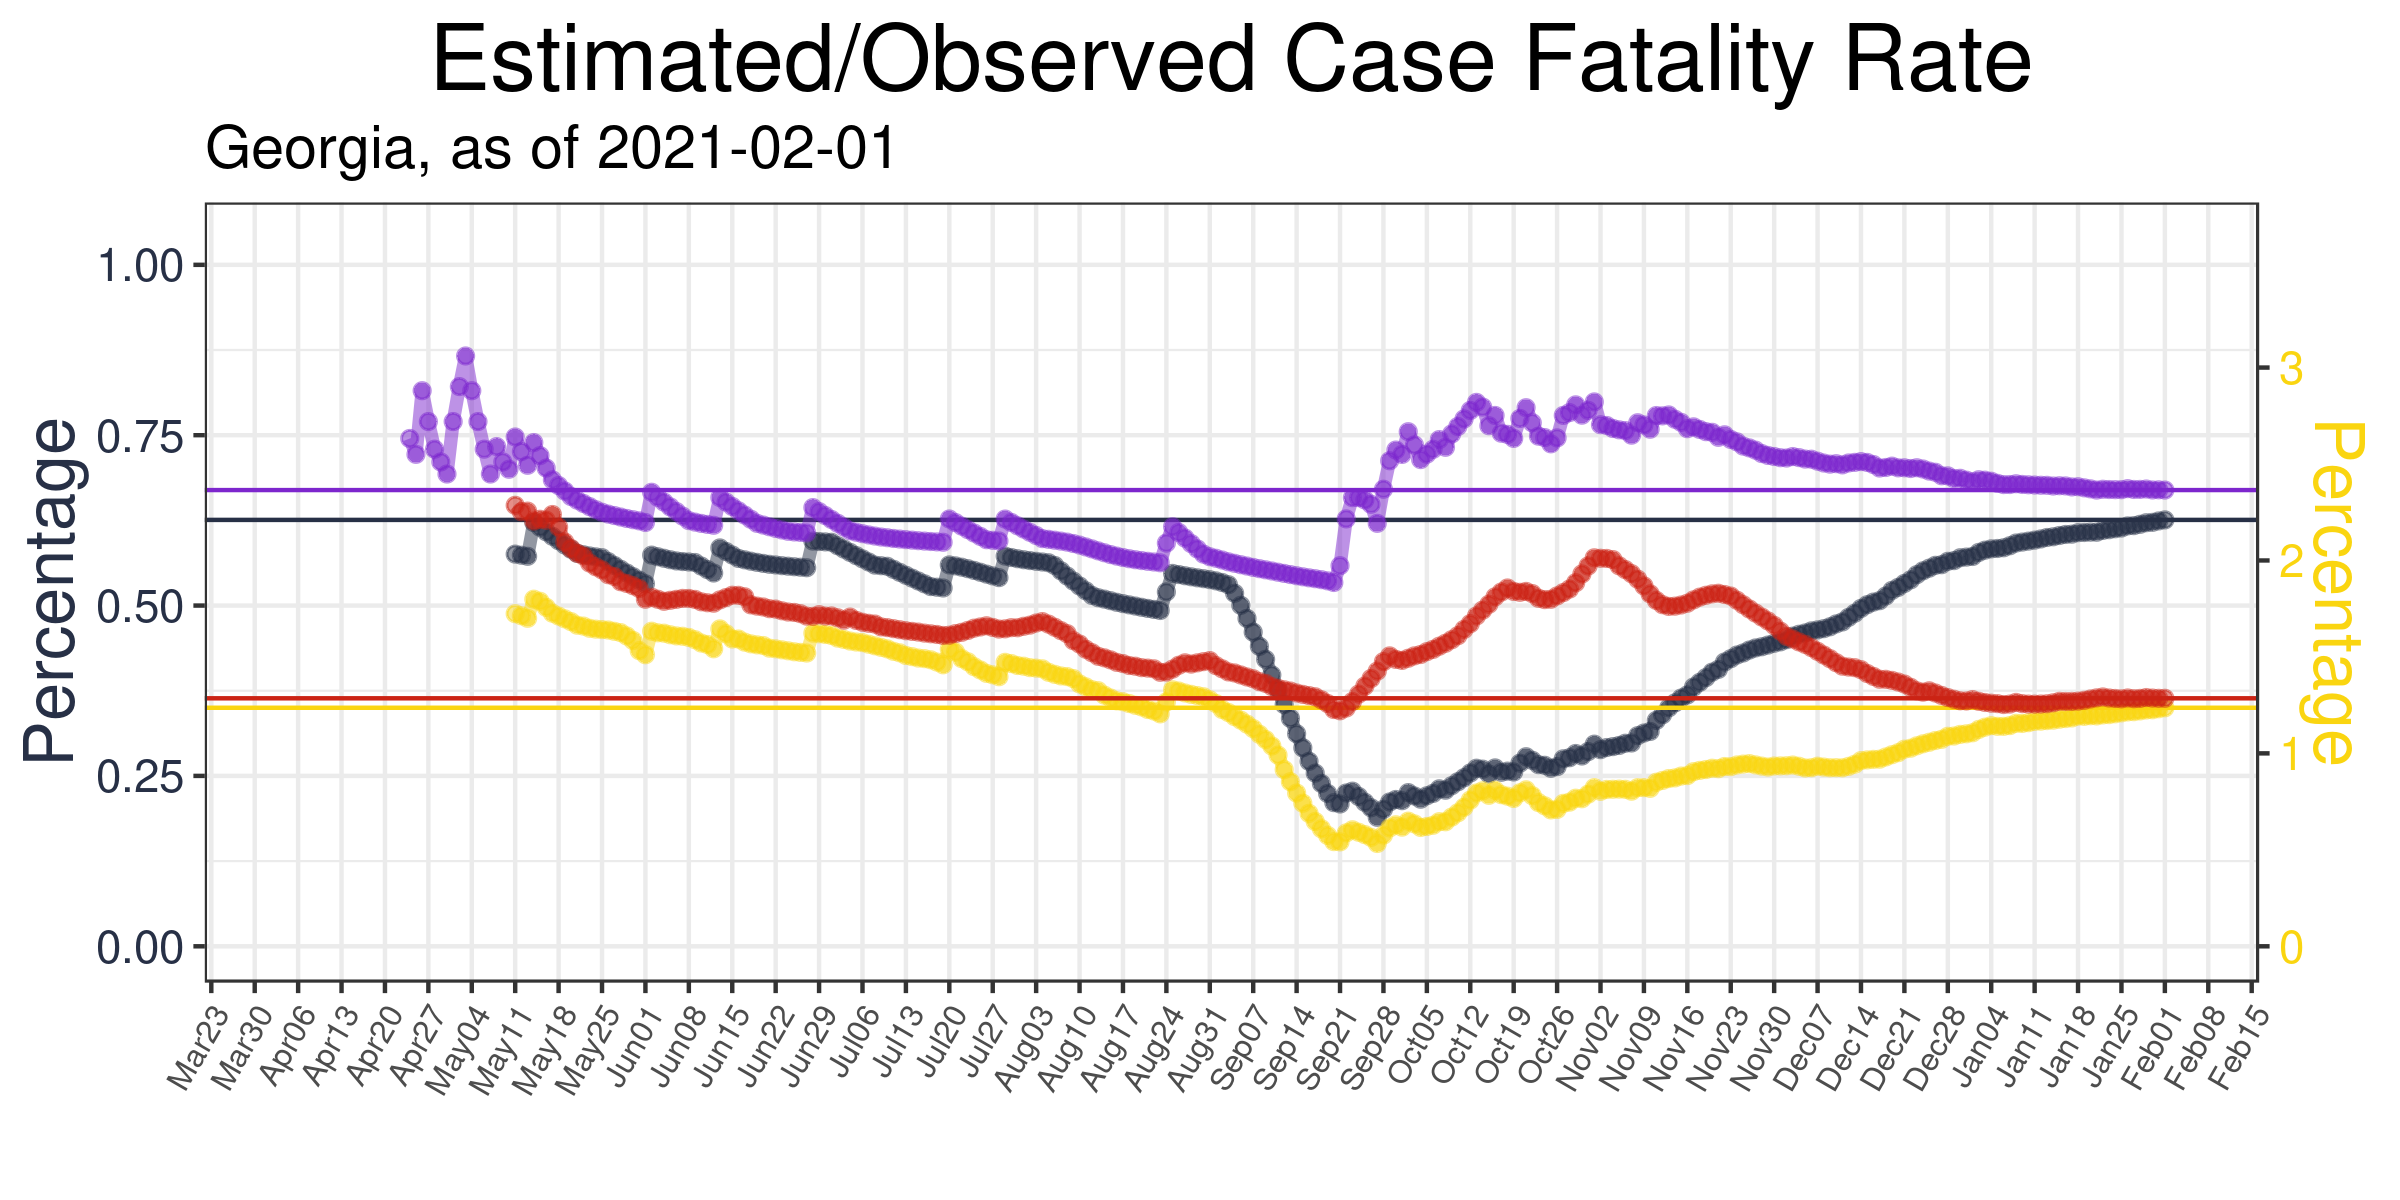 Estimated/Observed Case Fatality Rate
Georgia, as of 2021-02-01
Percentage
1.00
0.75
0.50
0.25
0.00
3
2
1
0
Percentage
Mar23
Mar30
Apr06
Apr13
Apr20
Apr27
May04
May11
May18
May25
Jun01
Jun08
Jun15
Jun22
Jun29
Jul06
Jul13
Jul20
Jul27
Aug03
Aug10
Aug17
Aug24
Aug31
Sep07
Sep14
Sep21
Sep28
Oct05
Oct12
Oct19
Oct26
Nov02
Nov09
Nov16
Nov23
Nov30
Dec07
Dec14
Dec21
Dec28
Jan04
Jan11
Jan18
Jan25
Feb01
Feb08
Feb15